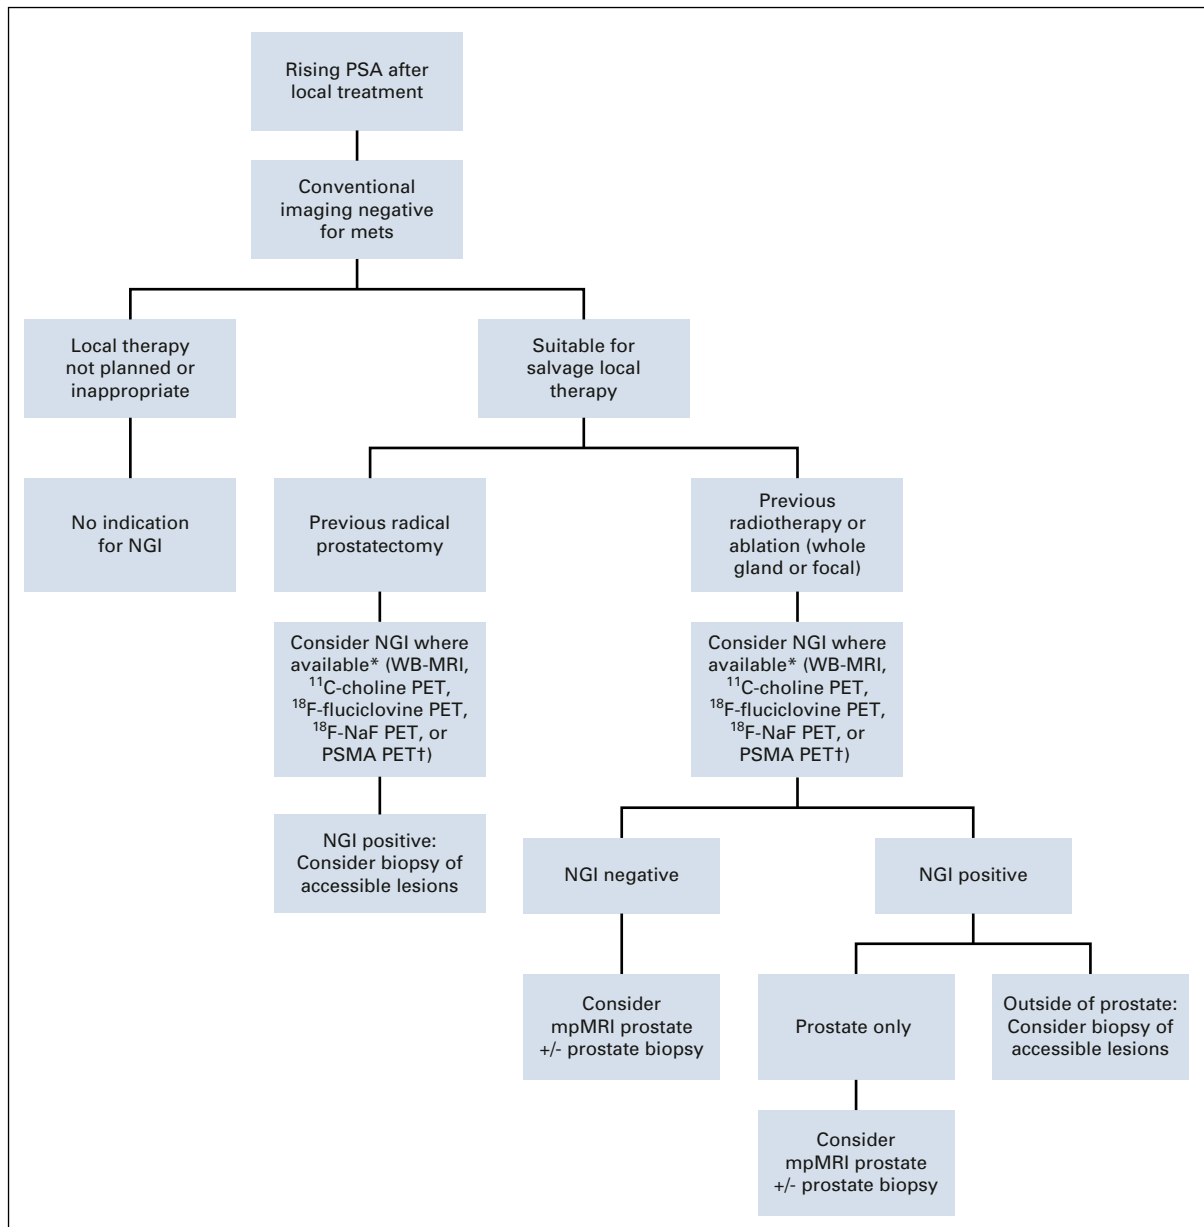 Rising PSA after
local treatment
Conventional
imaging negative
for mets
Local therapy
not planned or
inappropriate
Suitable for
salvage local
therapy
No indication
for NGI
Previous radical
prostatectomy
Previous
radiotherapy or
ablation (whole
gland or focal)
Consider NGI where
available* (WB-MRI,
¹¹C-choline PET,
¹⁸F-fluciclovine PET,
¹⁸F-NaF PET, or
PSMA PET†)
Consider NGI where
available* (WB-MRI,
¹¹C-choline PET,
¹⁸F-fluciclovine PET,
¹⁸F-NaF PET, or
PSMA PET†)
NGI positive:
Consider biopsy of
accessible lesions
NGI negative
NGI positive
Consider
mpMRI prostate
+/- prostate biopsy
Prostate only
Outside of prostate:
Consider biopsy of
accessible lesions
Consider
mpMRI prostate
+/- prostate biopsy